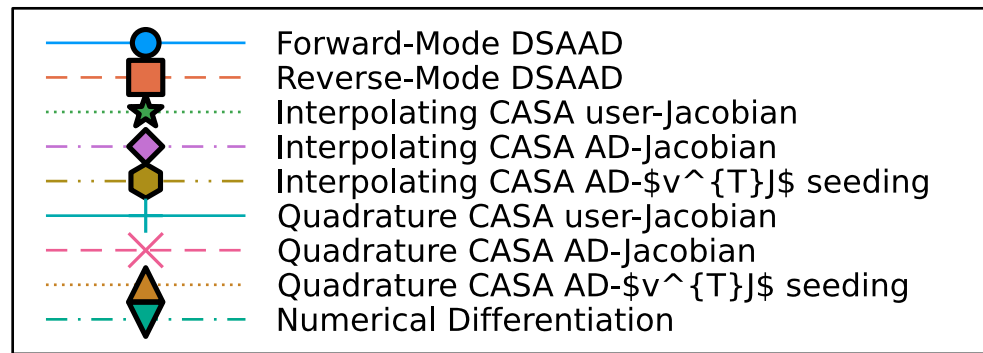 Forward-Mode DSAAD
Reverse-Mode DSAAD
Interpolating CASA user-Jacobian
Interpolating CASA AD-Jacobian
Interpolating CASA AD-$v^{T}J$ seeding
Quadrature CASA user-Jacobian
Quadrature CASA AD-Jacobian
Quadrature CASA AD-$v^{T}J$ seeding
Numerical Differentiation